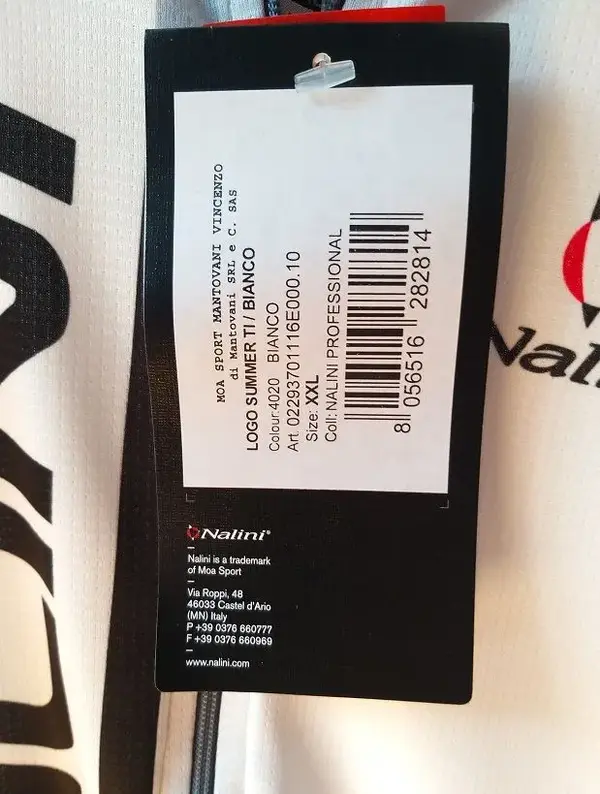 MOA SPORT MANTOVANI VINCENZO
di Mantovani SRL e C. SAS
LOGO SUMMER TI / BIANCO
Colour:4020 BIANCO
Art. 02293701116E000.10
Size: XXL
Coll: NALINI PROFESSIONAL
8 056516 282814
Nalini®
Nalini is a trademark
of Moa Sport
Via Roppi, 48
46033 Castel d'Ario
(MN) Italy
P +39 0376 660777
F +39 0376 660969
www.nalini.com
Nali